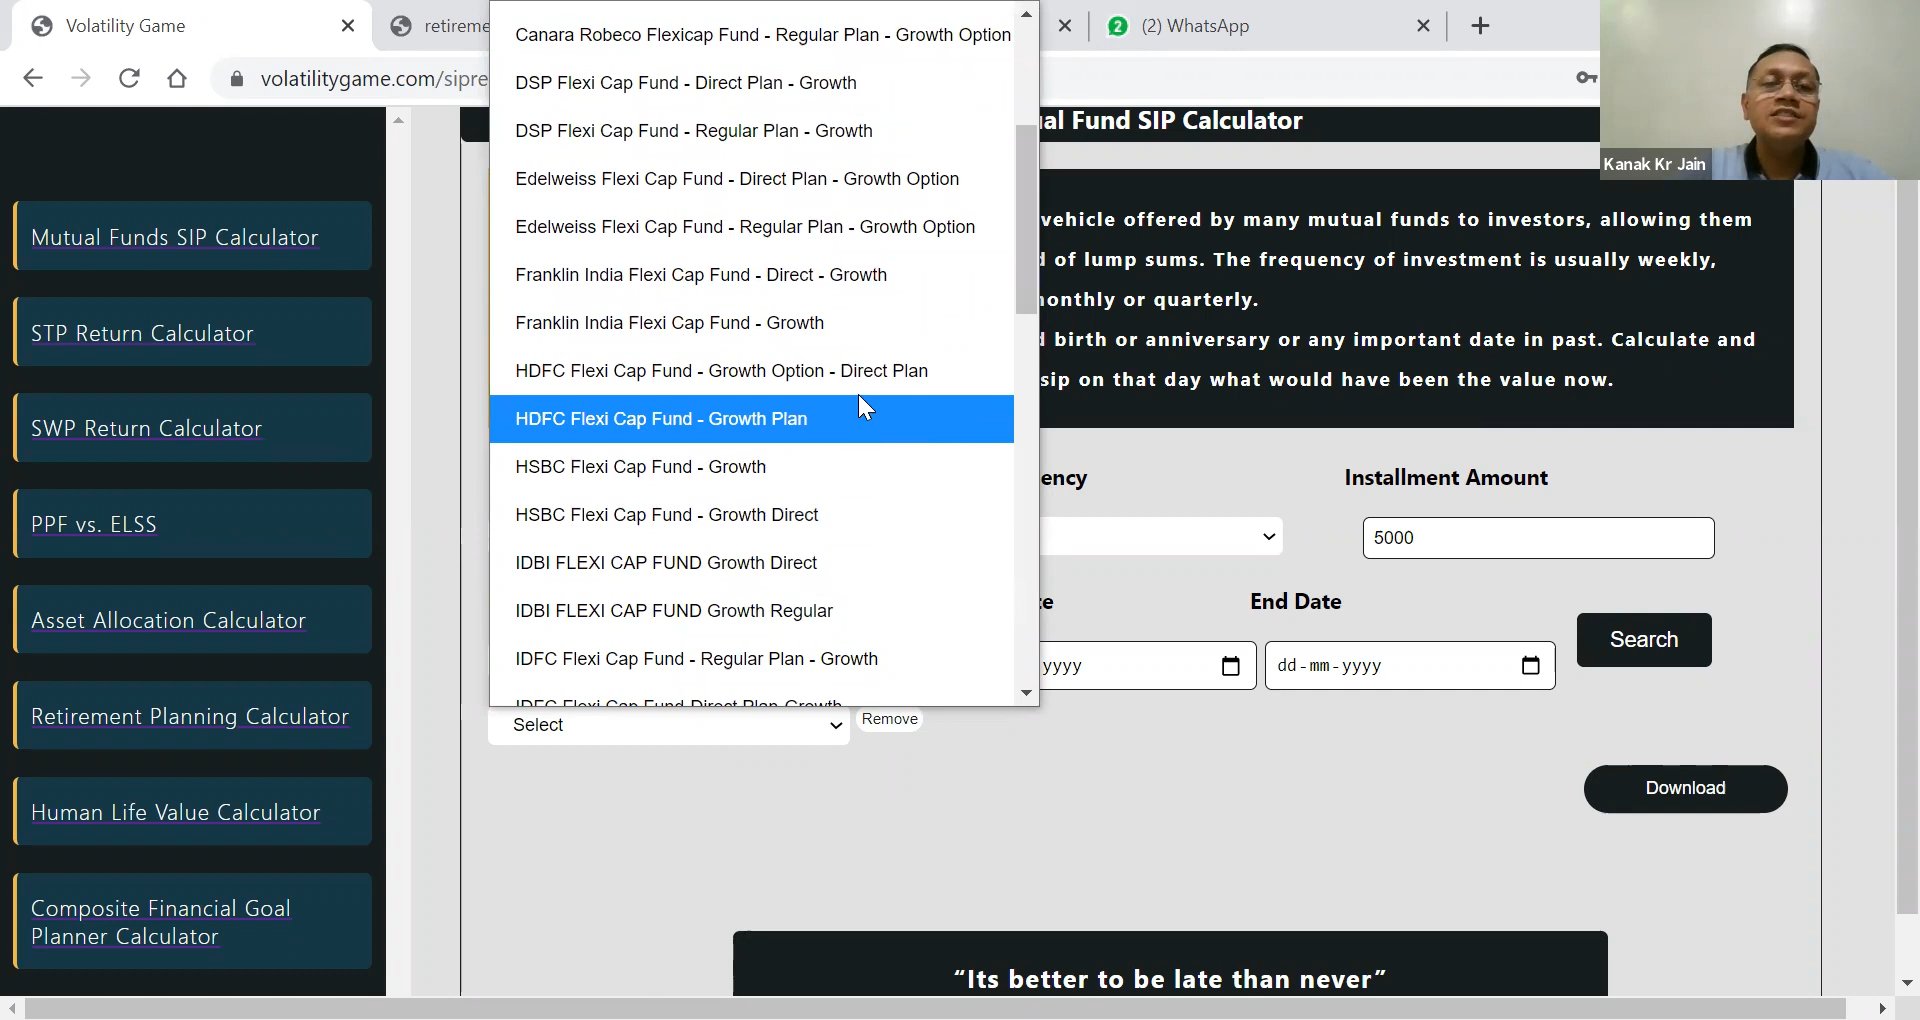 Volatility Game
retireme
(2) WhatsApp
volatilitygame.com/sipre
Kanak Kr Jain
Mutual Funds SIP Calculator
STP Return Calculator
SWP Return Calculator
PPF vs. ELSS
Asset Allocation Calculator
Retirement Planning Calculator
Human Life Value Calculator
Composite Financial Goal
Planner Calculator
Canara Robeco Flexicap Fund - Regular Plan - Growth Option
DSP Flexi Cap Fund - Direct Plan - Growth
DSP Flexi Cap Fund - Regular Plan - Growth
Edelweiss Flexi Cap Fund - Direct Plan - Growth Option
Edelweiss Flexi Cap Fund - Regular Plan - Growth Option
Franklin India Flexi Cap Fund - Direct - Growth
Franklin India Flexi Cap Fund - Growth
HDFC Flexi Cap Fund - Growth Option - Direct Plan
HDFC Flexi Cap Fund - Growth Plan
HSBC Flexi Cap Fund - Growth
HSBC Flexi Cap Fund - Growth Direct
IDBI FLEXI CAP FUND Growth Direct
IDBI FLEXI CAP FUND Growth Regular
IDFC Flexi Cap Fund - Regular Plan - Growth
IDFC Flexi Cap Fund-Direct Plan-Growth
Select
Remove
al Fund SIP Calculator
vehicle offered by many mutual funds to investors, allowing them
d of lump sums. The frequency of investment is usually weekly,
onthly or quarterly.
d birth or anniversary or any important date in past. Calculate and
sip on that day what would have been the value now.
ency
Installment Amount
5000
te
End Date
yyyy
dd-mm-yyyy
Search
Download
“Its better to be late than never”